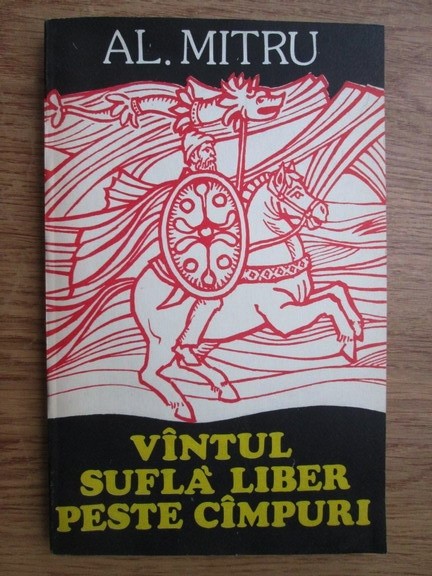 AL. MITRU
VÎNTUL
SUFLĂ LIBER
PESTE CÎMPURI